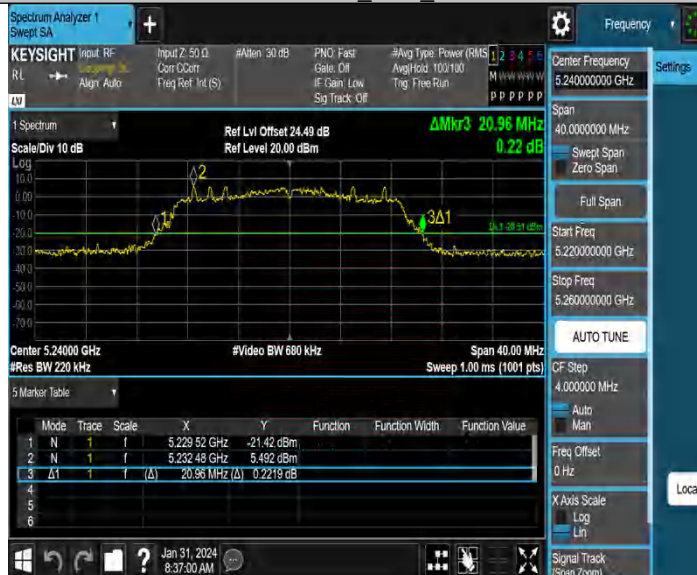 Spectrum Analyzer 1
Swept SA
+
Frequency
KEYSIGHT
RL
Input: RF
Align: Auto
Input Z: 50 Ω
Corr CCorr
Freq Ref: Int (S)
#Atten: 30 dB
PNO: Fast
Gate: Off
IF Gain: Low
Sig Track: Off
#Avg Type: Power (RMS
Avg|Hold: 100/100
Trig: Free Run
1 2 3 4 5 6
M W W W W W
P P P P P P
LXI
1 Spectrum
Scale/Div 10 dB
Ref Lvl Offset 24.49 dB
Ref Level 20.00 dBm
ΔMkr3 20.96 MHz
0.22 dB
Log
10.0
0.00
-10.0
-20.0
-30.0
-40.0
-50.0
-60.0
-70.0
1
2
3Δ1
Center 5.24000 GHz
#Video BW 680 kHz
Span 40.00 MHz
#Res BW 220 kHz
Sweep 1.00 ms (1001 pts)
5 Marker Table
Mode Trace Scale X Y Function Function Width Function Value
1 N 1 f 5.229 52 GHz -21.42 dBm
2 N 1 f 5.232 48 GHz 5.492 dBm
3 Δ1 1 f (Δ) 20.96 MHz (Δ) 0.2219 dB
4
5
6
?
Jan 31, 2024
8:37:00 AM
Center Frequency
5.240000000 GHz
Settings
Span
40.0000000 MHz
Swept Span
Zero Span
Full Span
Start Freq
5.220000000 GHz
Stop Freq
5.260000000 GHz
AUTO TUNE
CF Step
4.000000 MHz
Auto
Man
Freq Offset
0 Hz
X Axis Scale
Log
Lin
Signal Track
(Span Zoom)
Loca